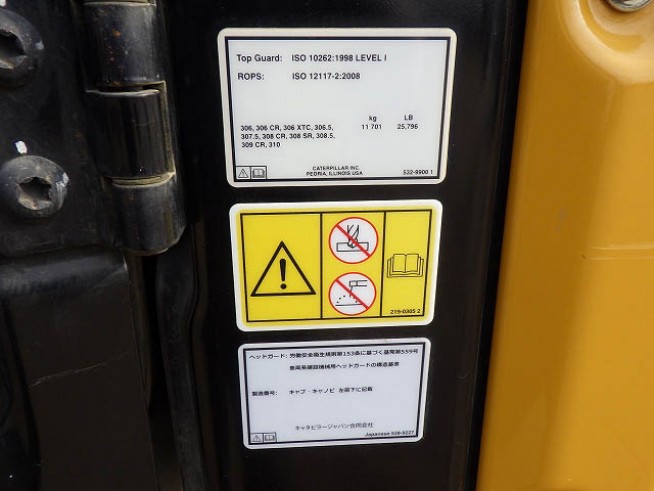 Top Guard: ISO 10262:1998 LEVEL I
ROPS: ISO 12117-2:2008
kg LB
306, 306 CR, 306 XTC, 306.5, 11 701 25,796
307.5, 308 CR, 308 SR, 308.5,
309 CR, 310
CATERPILLAR INC.
PEORIA, ILLINOIS USA 532-9900 1
219-0305 2
ヘッドガード: 労働安全衛生規則第153条に基づく基発第559号
車両系建設機械用ヘッドガードの構造基準
製造番号: キャブ・キャノピ 左扉下に記載
キャタピラージャパン合同会社
Japanese